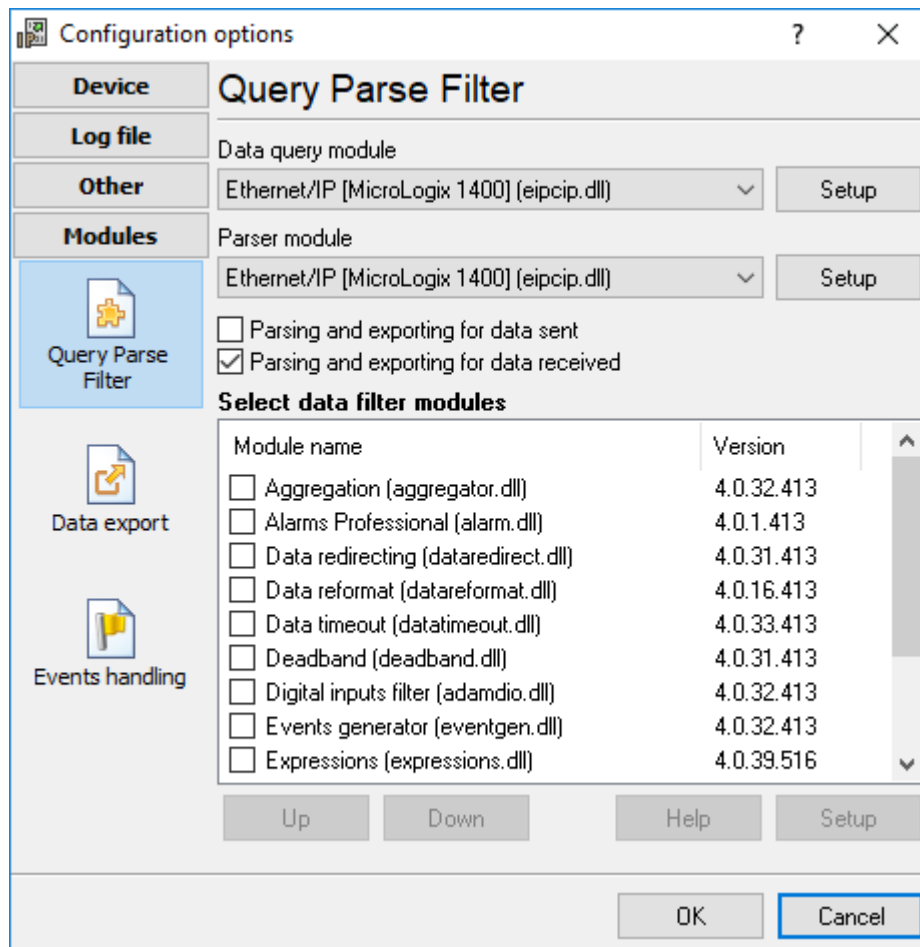 Configuration options
?
Device
Log file
Other
Modules
Query Parse
Filter
Data export
Events handling
Query Parse Filter
Data query module
Ethernet/IP [MicroLogix 1400] (eipcip.dll)
Setup
Parser module
Ethernet/IP [MicroLogix 1400] (eipcip.dll)
Setup
Parsing and exporting for data sent
Parsing and exporting for data received
Select data filter modules
Module name Version
Aggregation (aggregator.dll) 4.0.32.413
Alarms Professional (alarm.dll) 4.0.1.413
Data redirecting (dataredirect.dll) 4.0.31.413
Data reformat (datareformat.dll) 4.0.16.413
Data timeout (datatimeout.dll) 4.0.33.413
Deadband (deadband.dll) 4.0.31.413
Digital inputs filter (adamdio.dll) 4.0.32.413
Events generator (eventgen.dll) 4.0.32.413
Expressions (expressions.dll) 4.0.39.516
Up Down Help Setup
OK Cancel